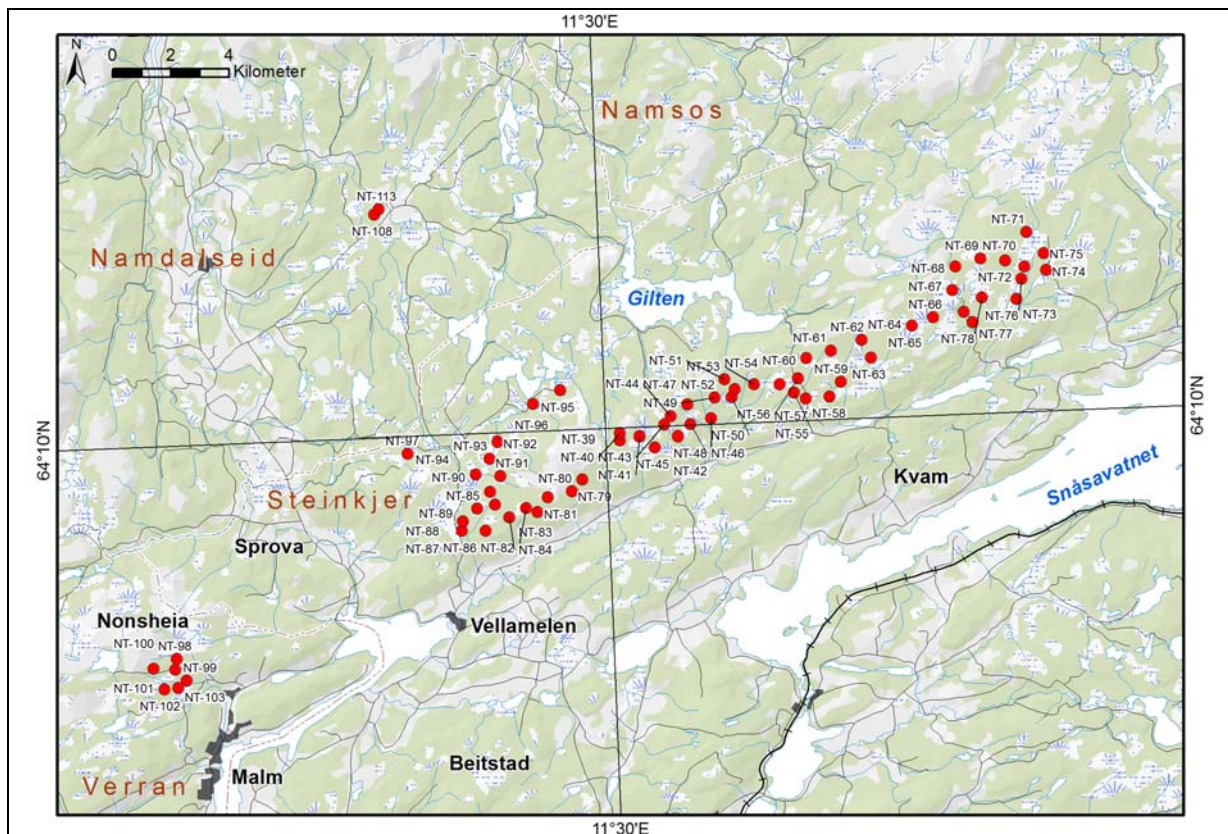 11°30'E
N
0 2 4
Kilometer
Namsos
NT-113
NT-108
Namdalseid
Gilten
NT-71
NT-69 NT-70
NT-75
NT-68
NT-72
NT-74
NT-67
NT-66
NT-76
NT-73
NT-62
NT-64
NT-65
NT-78
NT-77
NT-61
NT-51
NT-53
NT-54
NT-60
NT-59
NT-63
NT-44
NT-47
NT-52
NT-49
NT-56
NT-57
NT-58
NT-55
NT-95
NT-96
64°10'N
64°10'N
NT-97
NT-94
NT-93
NT-92
NT-39
NT-40
NT-43
NT-41
NT-45
NT-48
NT-42
NT-50
NT-46
NT-91
NT-90
NT-80
NT-79
NT-85
NT-81
NT-89
NT-88
NT-83
NT-87
NT-86
NT-82
NT-84
Kvam
Snåsavatnet
Steinkjer
Sprova
Nonsheia
Vellamelen
NT-100
NT-98
NT-99
NT-101
NT-103
NT-102
Beitstad
Malm
Verran
11°30'E